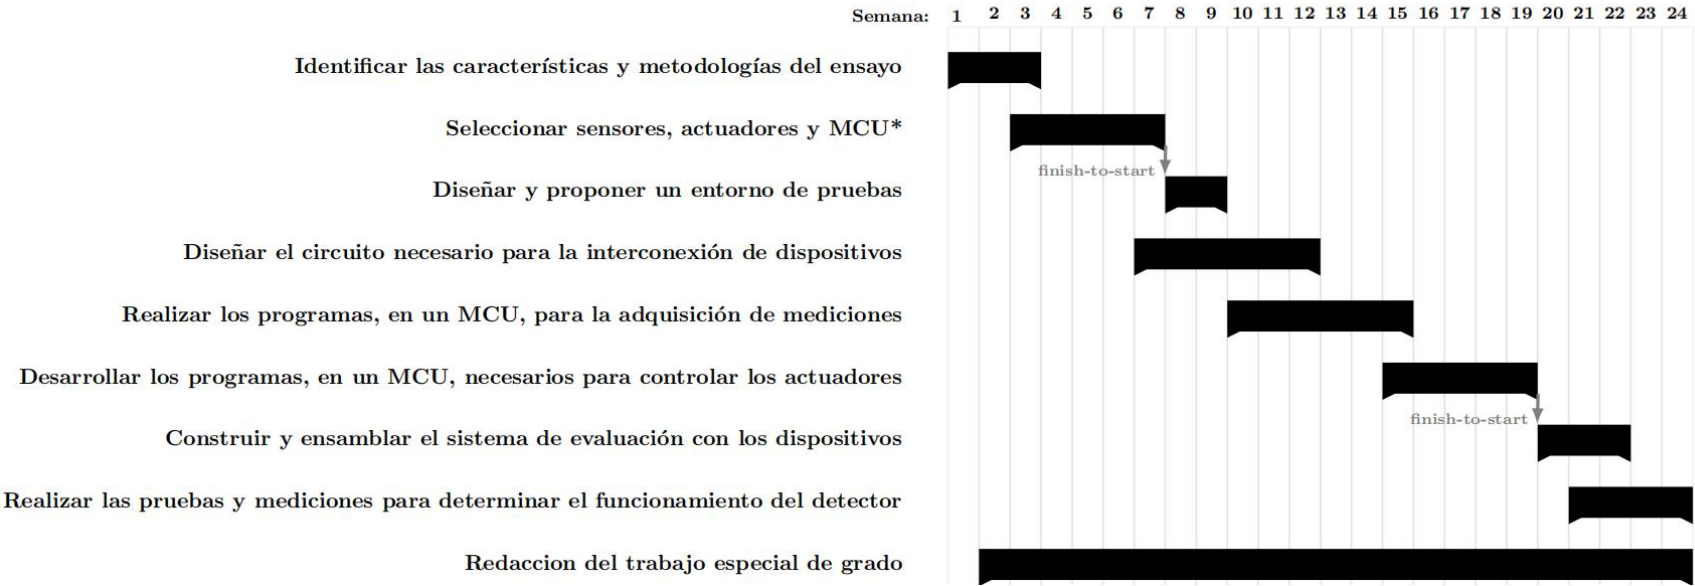 Semana: 1 2 3 4 5 6 7 8 9 10 11 12 13 14 15 16 17 18 19 20 21 22 23 24
Identificar las características y metodologías del ensayo
Seleccionar sensores, actuadores y MCU*
finish-to-start
Diseñar y proponer un entorno de pruebas
Diseñar el circuito necesario para la interconexión de dispositivos
Realizar los programas, en un MCU, para la adquisición de mediciones
Desarrollar los programas, en un MCU, necesarios para controlar los actuadores
finish-to-start
Construir y ensamblar el sistema de evaluación con los dispositivos
Realizar las pruebas y mediciones para determinar el funcionamiento del detector
Redaccion del trabajo especial de grado